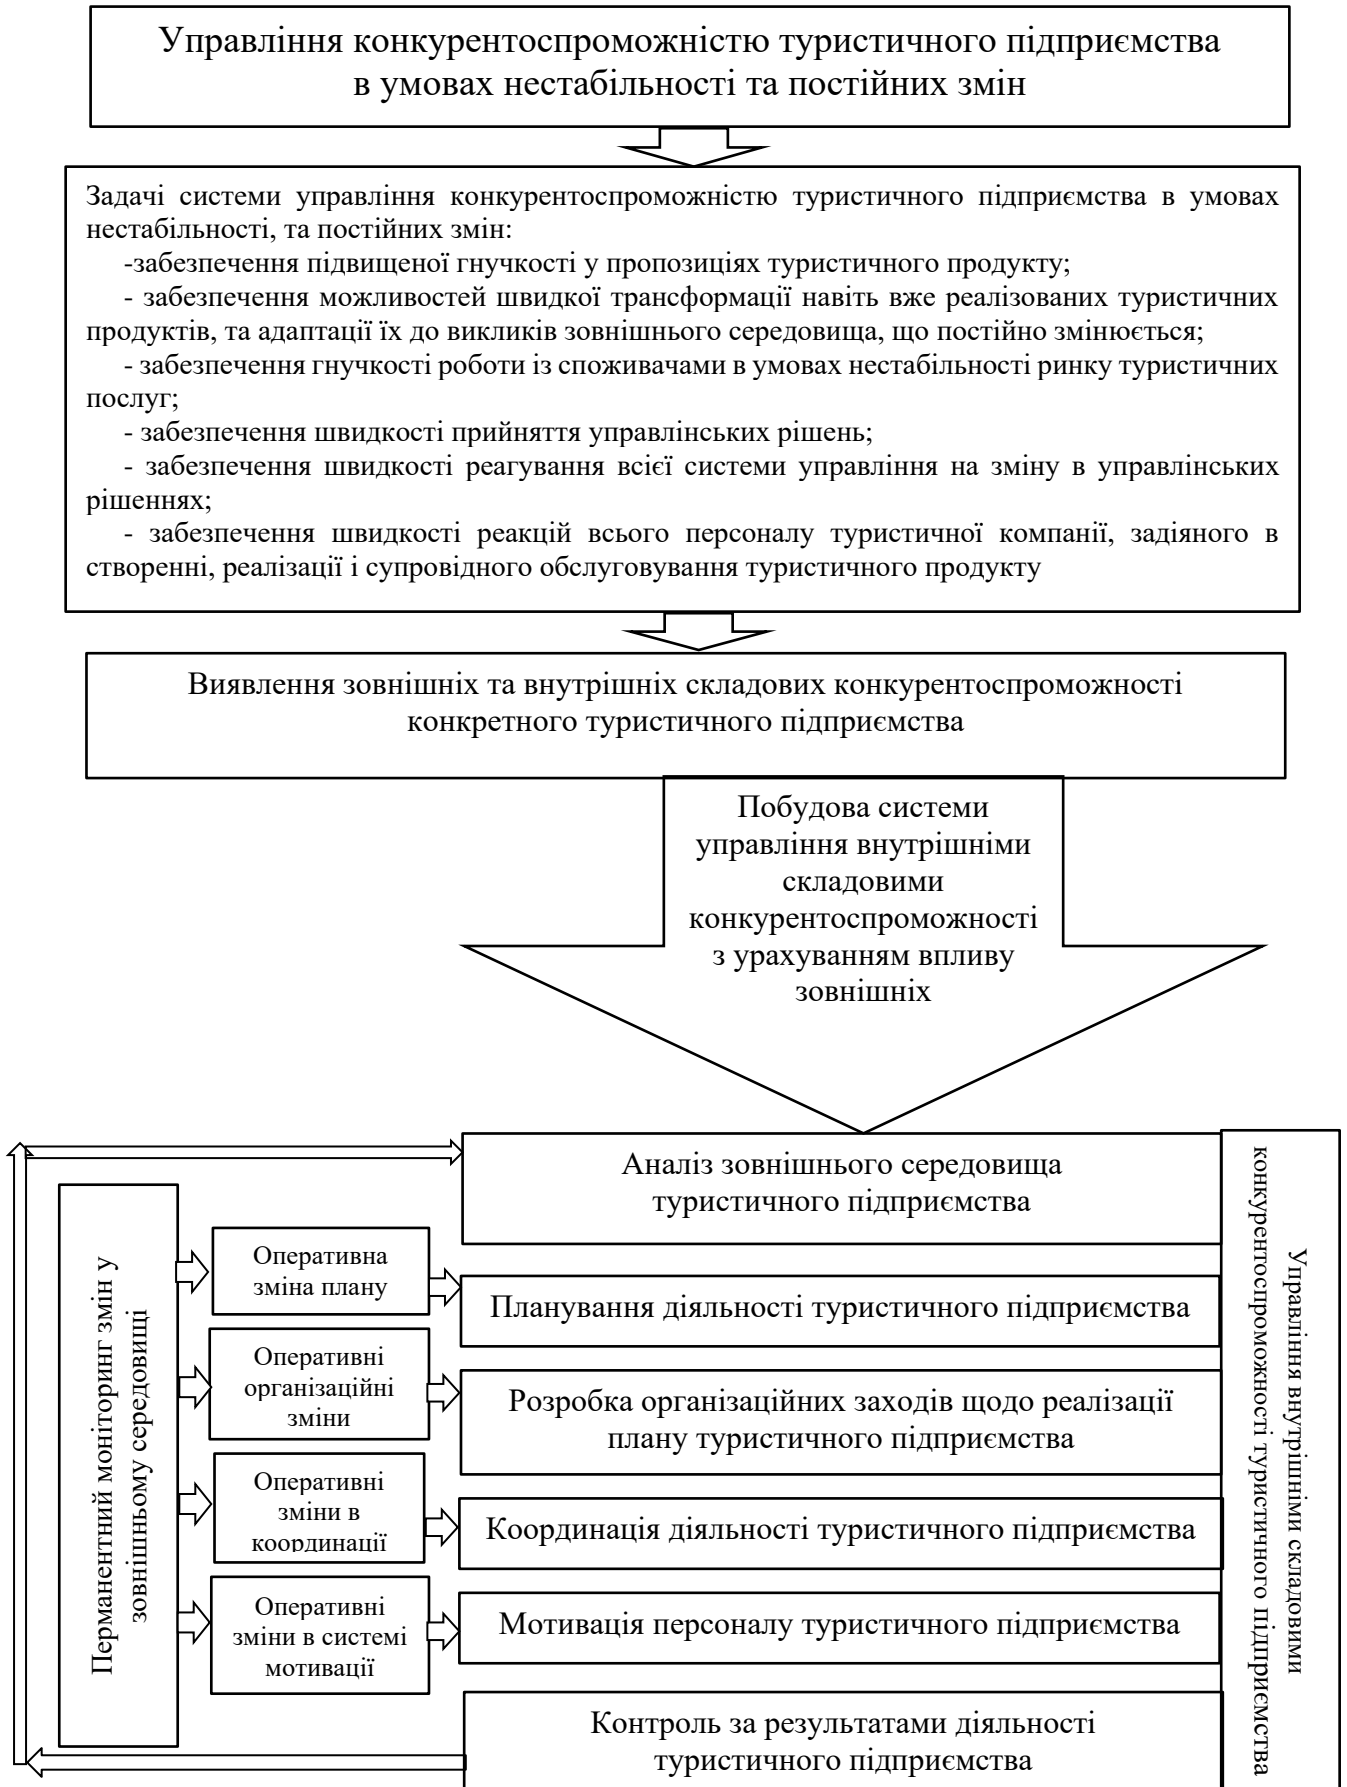 Управління конкурентоспроможністю туристичного підприємства
в умовах нестабільності та постійних змін
Задачі системи управління конкурентоспроможністю туристичного підприємства в умовах
нестабільності, та постійних змін:
-забезпечення підвищеної гнучкості у пропозиціях туристичного продукту;
- забезпечення можливостей швидкої трансформації навіть вже реалізованих туристичних
продуктів, та адаптації їх до викликів зовнішнього середовища, що постійно змінюється;
- забезпечення гнучкості роботи із споживачами в умовах нестабільності ринку туристичних
послуг;
- забезпечення швидкості прийняття управлінських рішень;
- забезпечення швидкості реагування всієї системи управління на зміну в управлінських
рішеннях;
- забезпечення швидкості реакцій всього персоналу туристичної компанії, задіяного в
створенні, реалізації і супровідного обслуговування туристичного продукту
Виявлення зовнішніх та внутрішніх складових конкурентоспроможності
конкретного туристичного підприємства
Побудова системи
управління внутрішніми
складовими
конкурентоспроможності
з урахуванням впливу
зовнішніх
Аналіз зовнішнього середовища
туристичного підприємства
Перманентний моніторинг змін у
зовнішньому середовищі
Оперативна
зміна плану
Планування діяльності туристичного підприємства
Оперативні
організаційні
зміни
Розробка організаційних заходів щодо реалізації
плану туристичного підприємства
Оперативні
зміни в
координації
Координація діяльності туристичного підприємства
Оперативні
зміни в системі
мотивації
Мотивація персоналу туристичного підприємства
Контроль за результатами діяльності
туристичного підприємства
Управління внутрішніми складовими
конкурентоспроможності туристичного підприємства